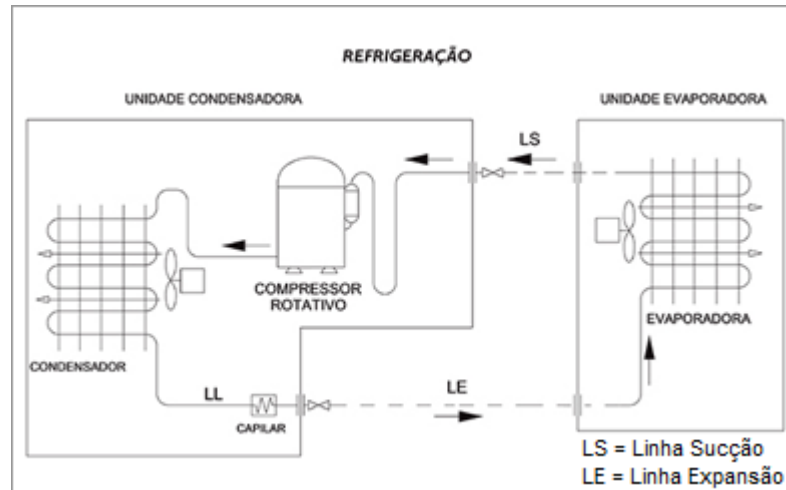 REFRIGERAÇÃO
UNIDADE CONDENSADORA
UNIDADE EVAPORADORA
LS
COMPRESSOR
ROTATIVO
EVAPORADORA
CONDENSADOR
LL
LE
CAPILAR
LS = Linha Sucção
LE = Linha Expansão